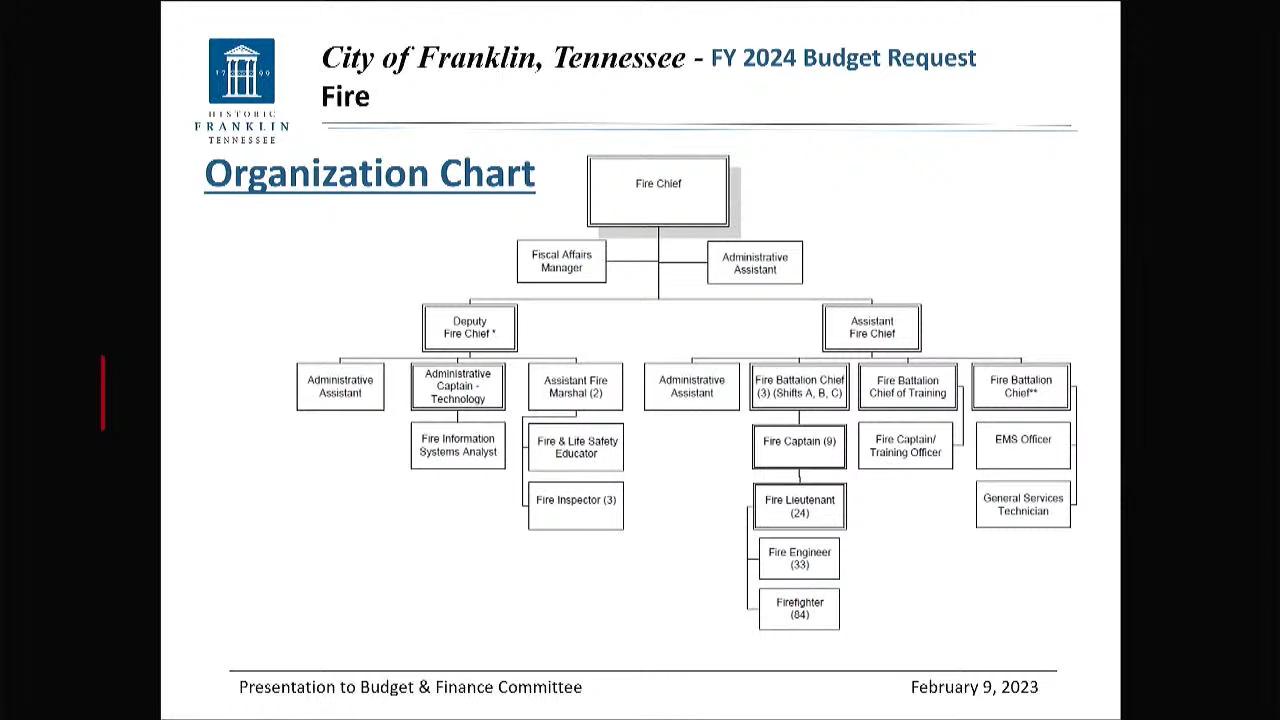 City of Franklin, Tennessee - FY 2024 Budget Request
Fire
1799
HISTORIC
FRANKLIN
TENNESSEE
Organization Chart
Fire Chief
Fiscal Affairs
Manager
Administrative
Assistant
Deputy
Fire Chief *
Assistant
Fire Chief
Administrative
Assistant
Administrative
Captain -
Technology
Assistant Fire
Marshal (2)
Administrative
Assistant
Fire Battalion Chief
(3) (Shifts A, B, C)
Fire Battalion
Chief of Training
Fire Battalion
Chief**
Fire Information
Systems Analyst
Fire & Life Safety
Educator
Fire Captain (9)
Fire Captain/
Training Officer
EMS Officer
Fire Inspector (3)
Fire Lieutenant
(24)
General Services
Technician
Fire Engineer
(33)
Firefighter
(84)
Presentation to Budget & Finance Committee
February 9, 2023